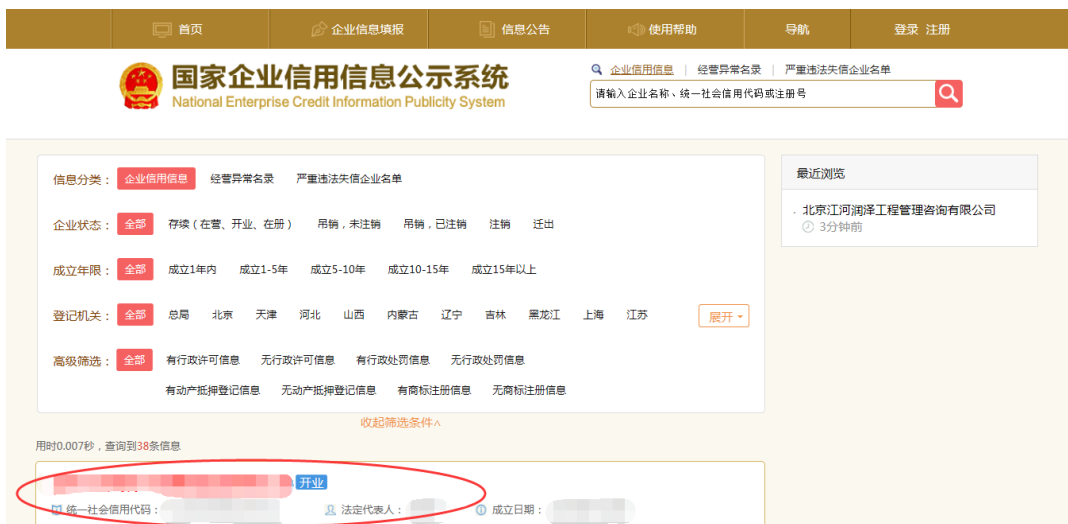 首页 企业信息填报 信息公告 使用帮助 导航 登录 注册
国家企业信用信息公示系统
National Enterprise Credit Information Publicity System
企业信用信息 | 经营异常名录 | 严重违法失信企业名单
请输入企业名称、统一社会信用代码或注册号
信息分类： 企业信用信息 经营异常名录 严重违法失信企业名单
企业状态： 全部 存续（在营、开业、在册） 吊销，未注销 吊销，已注销 注销 迁出
成立年限： 全部 成立1年内 成立1-5年 成立5-10年 成立10-15年 成立15年以上
登记机关： 全部 总局 北京 天津 河北 山西 内蒙古 辽宁 吉林 黑龙江 上海 江苏 展开
高级筛选： 全部 有行政许可信息 无行政许可信息 有行政处罚信息 无行政处罚信息
有动产抵押登记信息 无动产抵押登记信息 有商标注册信息 无商标注册信息
收起筛选条件∧
最近浏览
. 北京江河润泽工程管理咨询有限公司
3分钟前
用时0.007秒，查询到38条信息
开业
统一社会信用代码： 法定代表人： 成立日期：